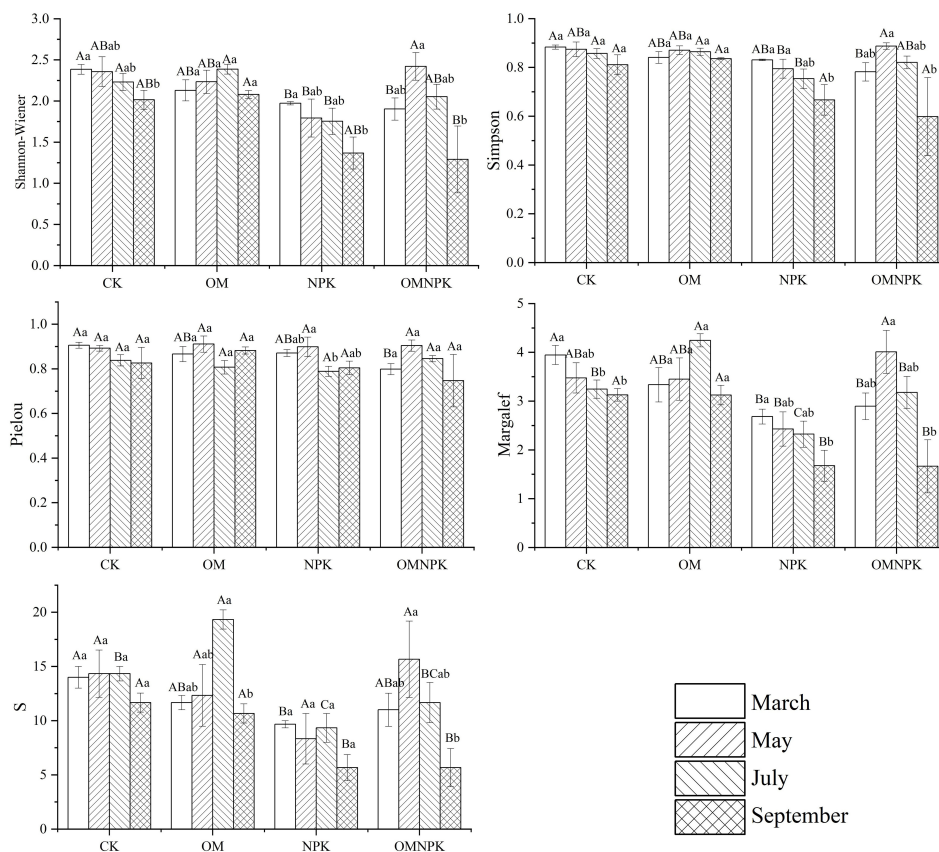 3.0
2.5
2.0
1.5
1.0
0.5
0.0
Shannon-Wiener
Aa ABab Aab ABb
ABa ABa Aa Aa
Ba Bab Bab ABb
Bab Aa ABab Bb
CK OM NPK OMNPK
1.0
0.8
0.6
0.4
0.2
0.0
Simpson
Aa ABa Aa Aa
ABa ABa Aa Aa
ABa Ba Bab Ab
Bab Aa ABab Ab
CK OM NPK OMNPK
1.0
0.8
0.6
0.4
0.2
0.0
Pielou
Aa Aa Aa Aa
ABa Aa Aa Aa
ABab Aa Ab Aab
Ba Aa Aa Aa
CK OM NPK OMNPK
5
4
3
2
1
0
Margalef
Aa ABab Bb Ab
ABa ABa Aa Aa
Ba Bab Cab Bb
Bab Aa Bab Bb
CK OM NPK OMNPK
20
15
10
5
0
S
Aa Aa Ba Aa
ABab Aab Aa Ab
Ba Aa Ca Ba
ABab Aa BCab Bb
CK OM NPK OMNPK
March
May
July
September